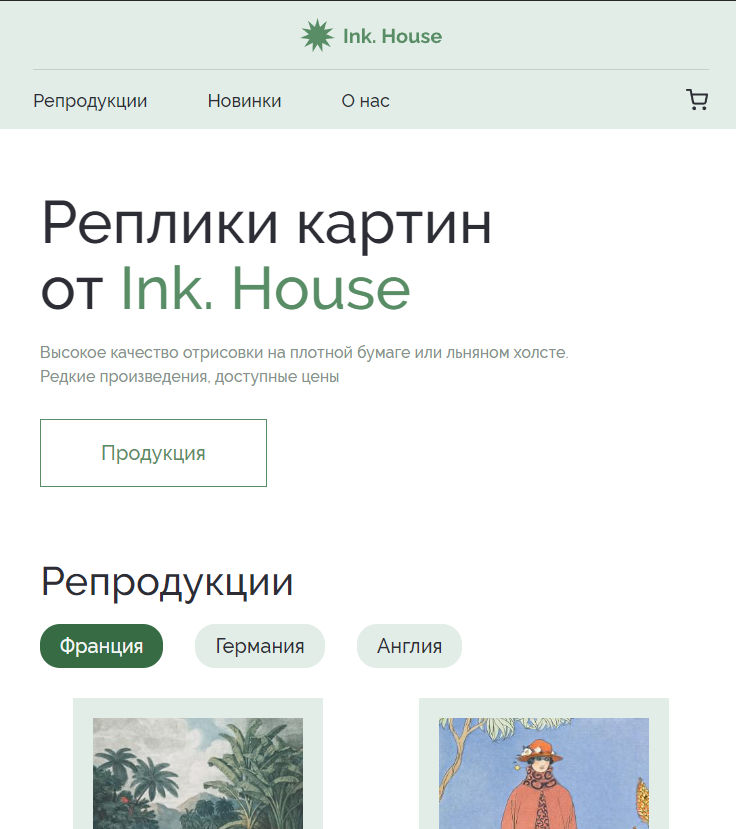 Ink. House
Репродукции Новинки О нас
Реплики картин
от Ink. House
Высокое качество отрисовки на плотной бумаге или льняном холсте.
Редкие произведения, доступные цены
Продукция
Репродукции
Франция Германия Англия